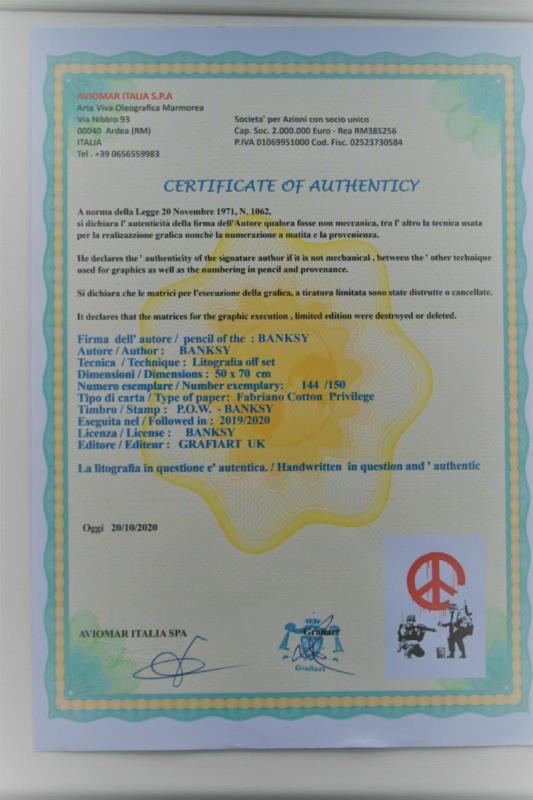 AVIOMAR ITALIA S.P.A
Arte Viva Oleografica Marmorea
Via Nibbio 93
00040 Ardea (RM)
ITALIA
Tel . +39 0656559983
Societa' per Azioni con socio unico
Cap. Soc. 2.000.000 Euro - Rea RM385256
P.IVA 01069951000 Cod. Fisc. 02523730584
CERTIFICATE OF AUTHENTICY
A norma della Legge 20 Novembre 1971, N. 1062,
si dichiara l' autenticità della firma dell'Autore qualora fosse non meccanica, tra l' altro la tecnica usata
per la realizzazzione grafica nonchè la numerazione a matita e la provenienza.
He declares the ' authenticity of the signature author if it is not mechanical , between the ' other technique
used for graphics as well as the numbering in pencil and provenance.
Si dichiara che le matrici per l'esecuzione della grafica, a tiratura limitata sono state distrutte o cancellate.
It declares that the matrices for the graphic execution , limited edition were destroyed or deleted.
Firma dell' autore / pencil of the : BANKSY
Autore / Author : BANKSY
Tecnica / Technique : Litografia off set
Dimensioni / Dimensions : 50 x 70 cm
Numero esemplare / Number exemplary: 144 /150
Tipo di carta / Type of paper: Fabriano Cotton Privilege
Timbro / Stamp : P.O.W. - BANKSY
Eseguita nel / Followed in : 2019/2020
Licenza / License : BANKSY
Editore / Editeur : GRAFIART UK
La litografia in questione e' autentica. / Handwritten in question and ' authentic
Oggi 20/10/2020
AVIOMAR ITALIA SPA
Grafiart
Grafiart